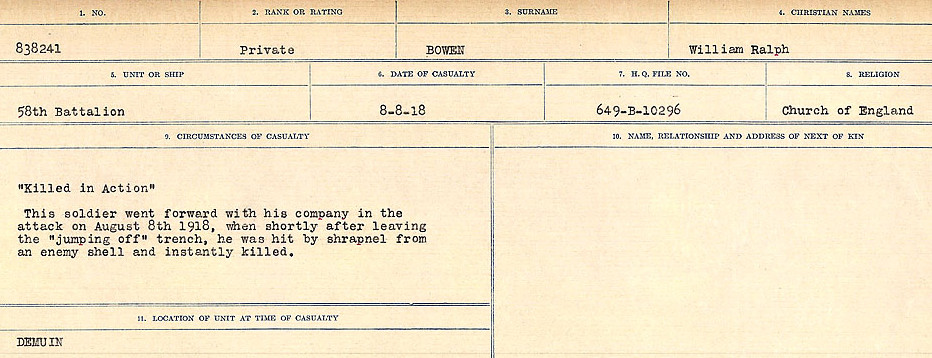 1. NO. 2. RANK OR RATING 3. SURNAME 4. CHRISTIAN NAMES
838241 Private BOWEN William Ralph
5. UNIT OR SHIP 6. DATE OF CASUALTY 7. H.Q. FILE NO. 8. RELIGION
58th Battalion 8-8-18 649-B-10296 Church of England
9. CIRCUMSTANCES OF CASUALTY
"Killed in Action"
This soldier went forward with his company in the
attack on August 8th 1918, when shortly after leaving
the "jumping off" trench, he was hit by shrapnel from
an enemy shell and instantly killed.
10. NAME, RELATIONSHIP AND ADDRESS OF NEXT OF KIN
11. LOCATION OF UNIT AT TIME OF CASUALTY
DEMUIN